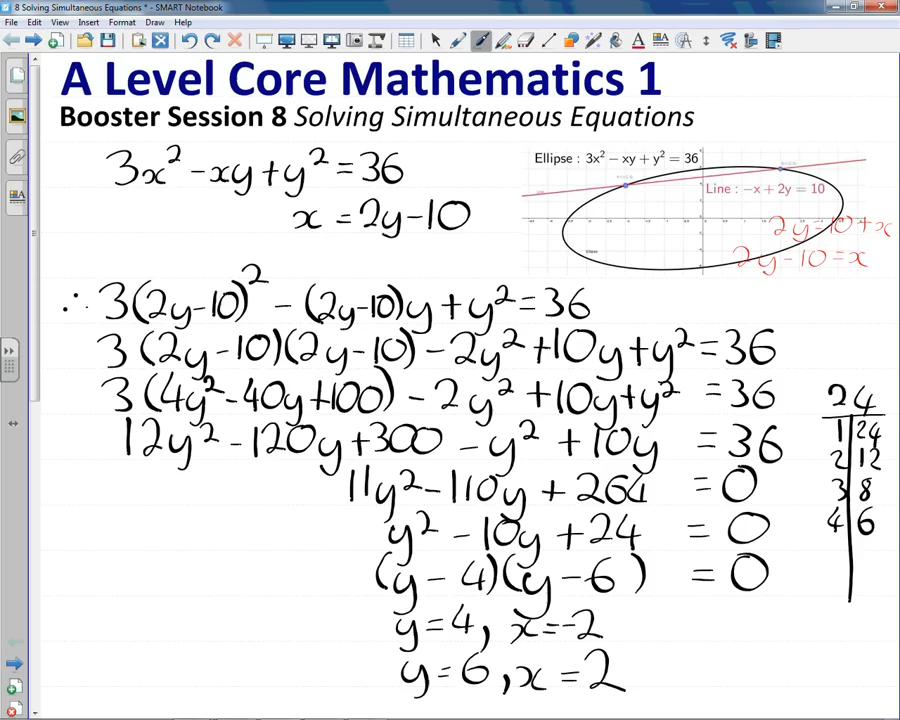 8 Solving Simultaneous Equations * - SMART Notebook
File Edit View Insert Format Draw Help
A Level Core Mathematics 1
Booster Session 8 Solving Simultaneous Equations
3x² - xy + y² = 36
x = 2y - 10
Ellipse : 3x² − xy + y² = 36
Line : −x + 2y = 10
Ellipse
2y - 10 + x
2y - 10 = x
∴ 3(2y-10)² - (2y-10)y + y² = 36
3(2y-10)(2y-10) - 2y² + 10y + y² = 36
3(4y² - 40y + 100) - 2y² + 10y + y² = 36
12y² - 120y + 300 - y² + 10y = 36
11y² - 110y + 264 = 0
y² - 10y + 24 = 0
(y - 4)(y - 6) = 0
y = 4, x = -2
y = 6, x = 2
24
1 24
2 12
3 8
4 6